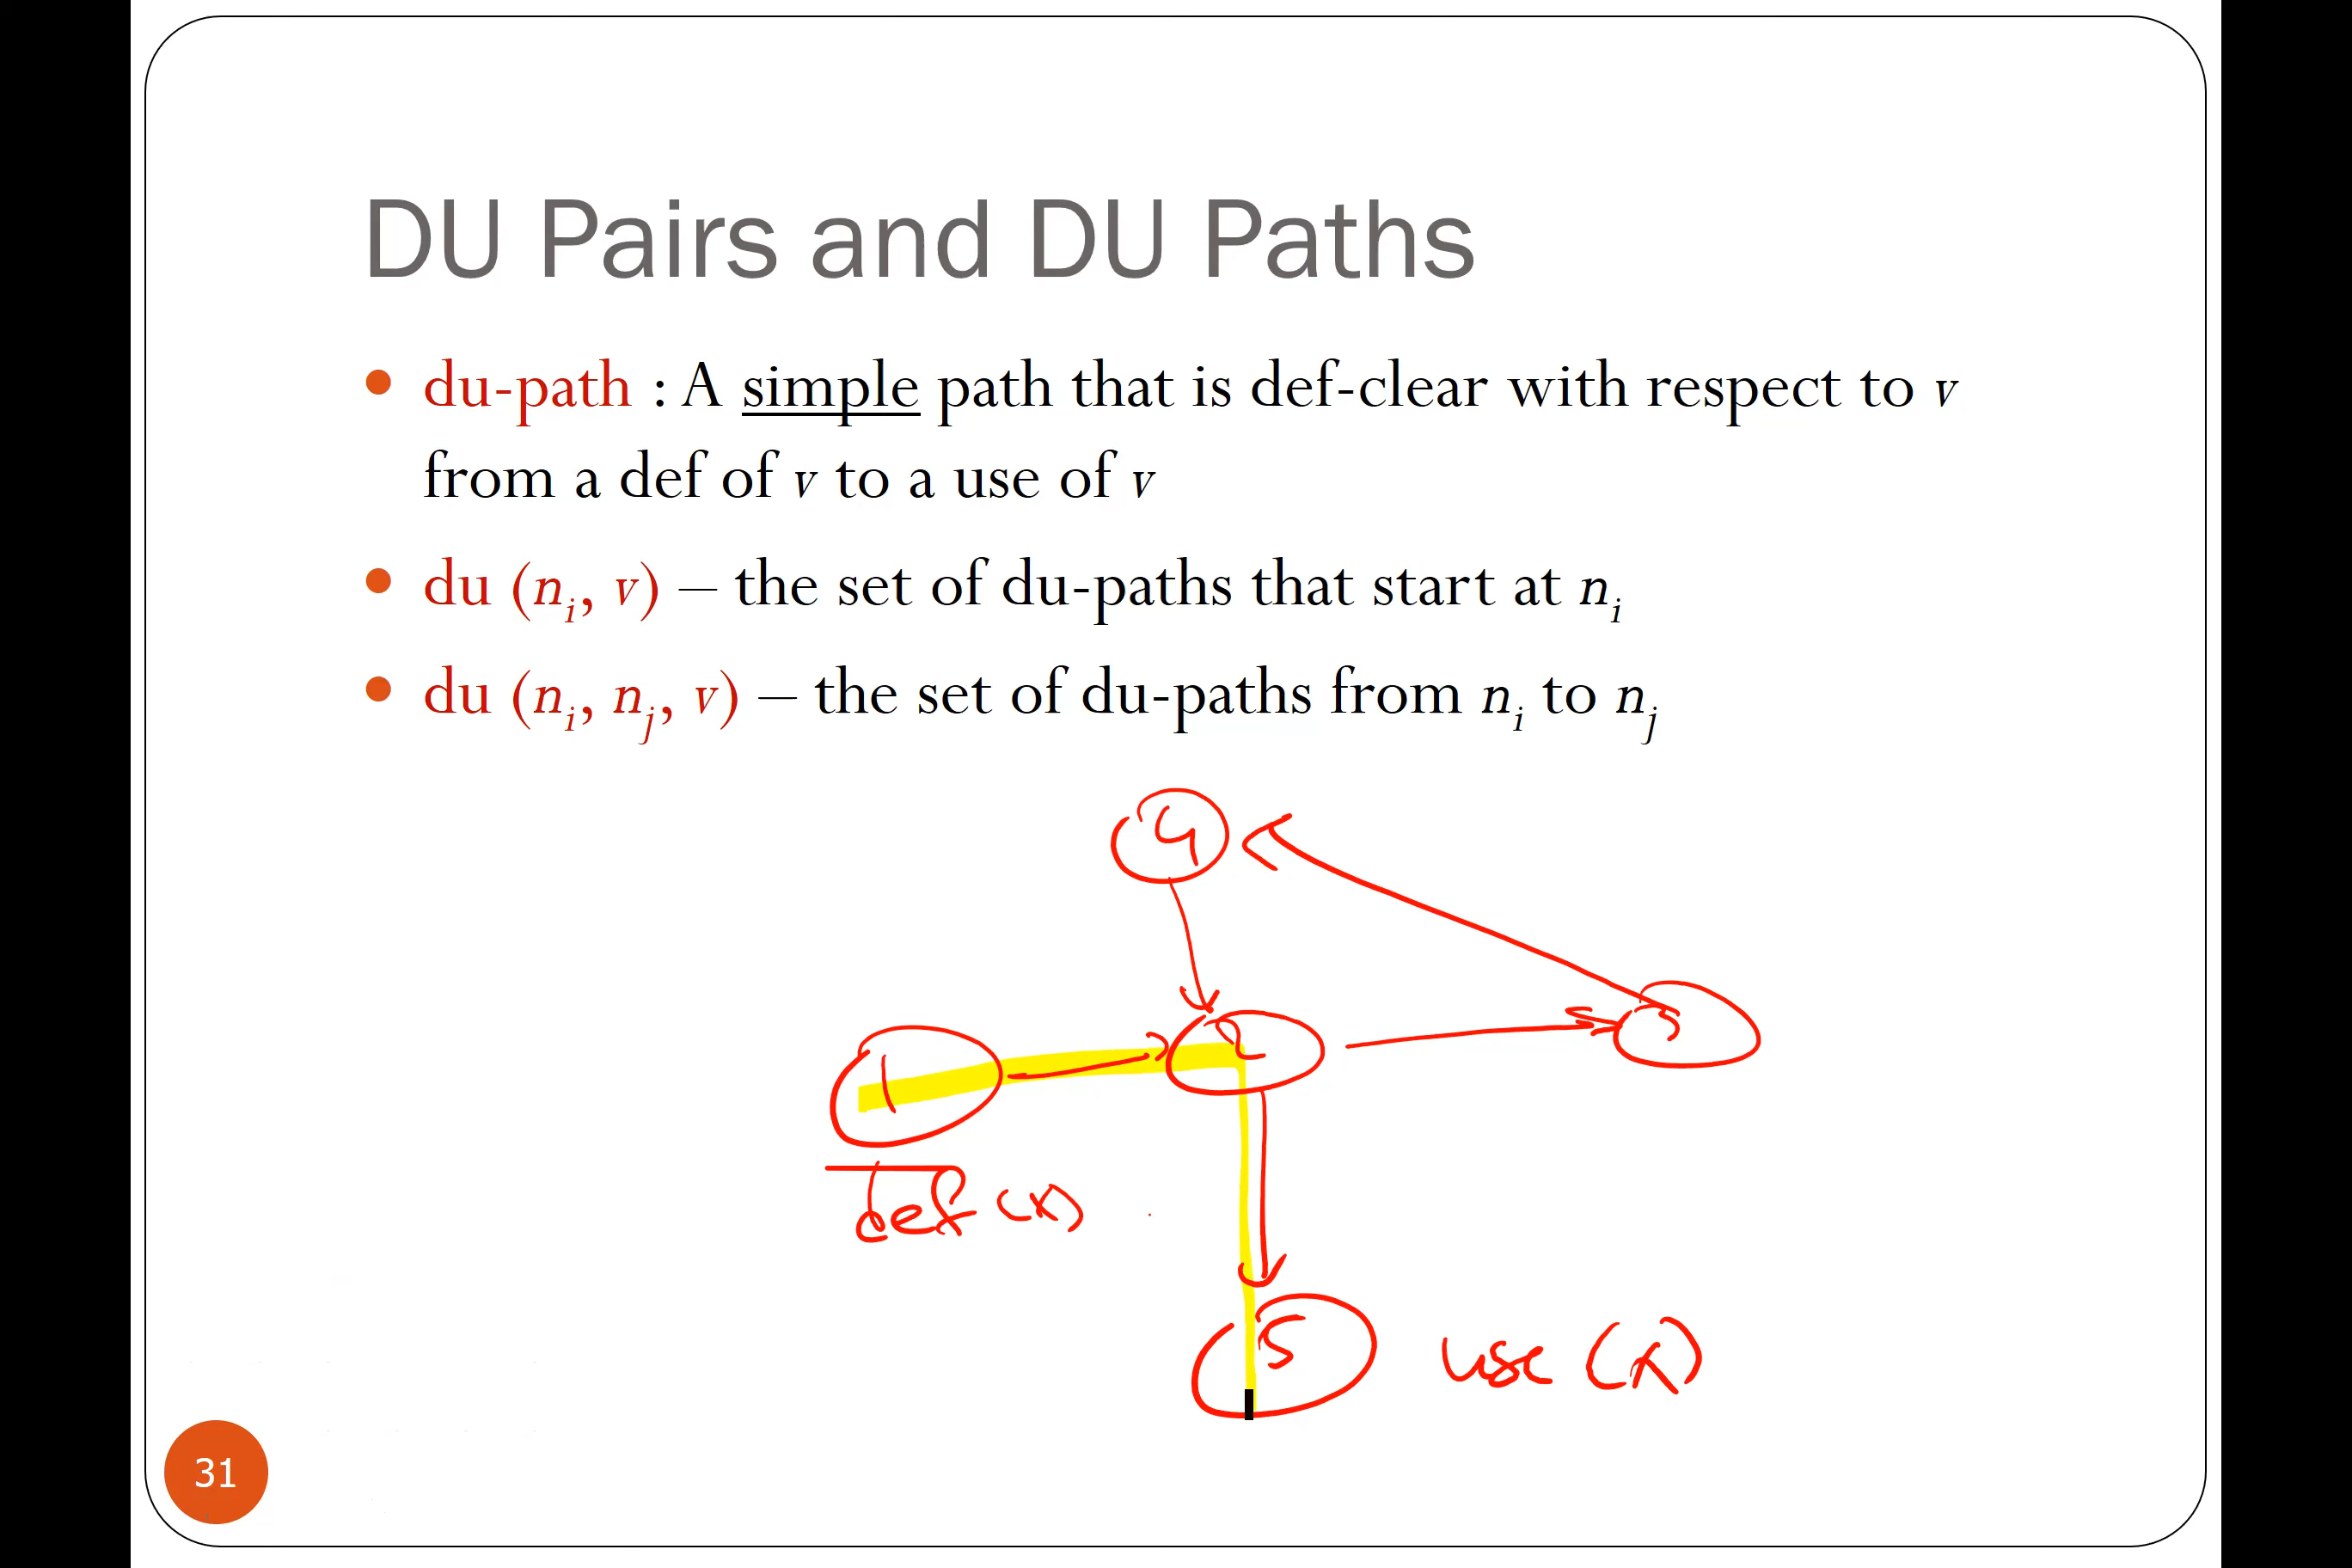 DU Pairs and DU Paths
• du-path : A simple path that is def-clear with respect to v
from a def of v to a use of v
• du (nᵢ, v) – the set of du-paths that start at nᵢ
• du (nᵢ, nⱼ, v) – the set of du-paths from nᵢ to nⱼ
4
1
2
3
def (x)
5
use (x)
31